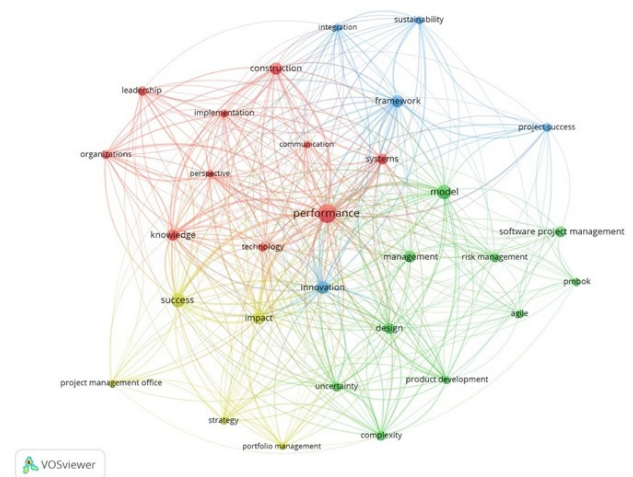 sustainability
integration
construction
leadership
framework
implementation
project success
communication
organizations
systems
perspective
model
performance
software project management
knowledge
technology
management
risk management
pmbok
innovation
success
agile
impact
design
product development
project management office
uncertainty
strategy
complexity
portfolio management
VOSviewer